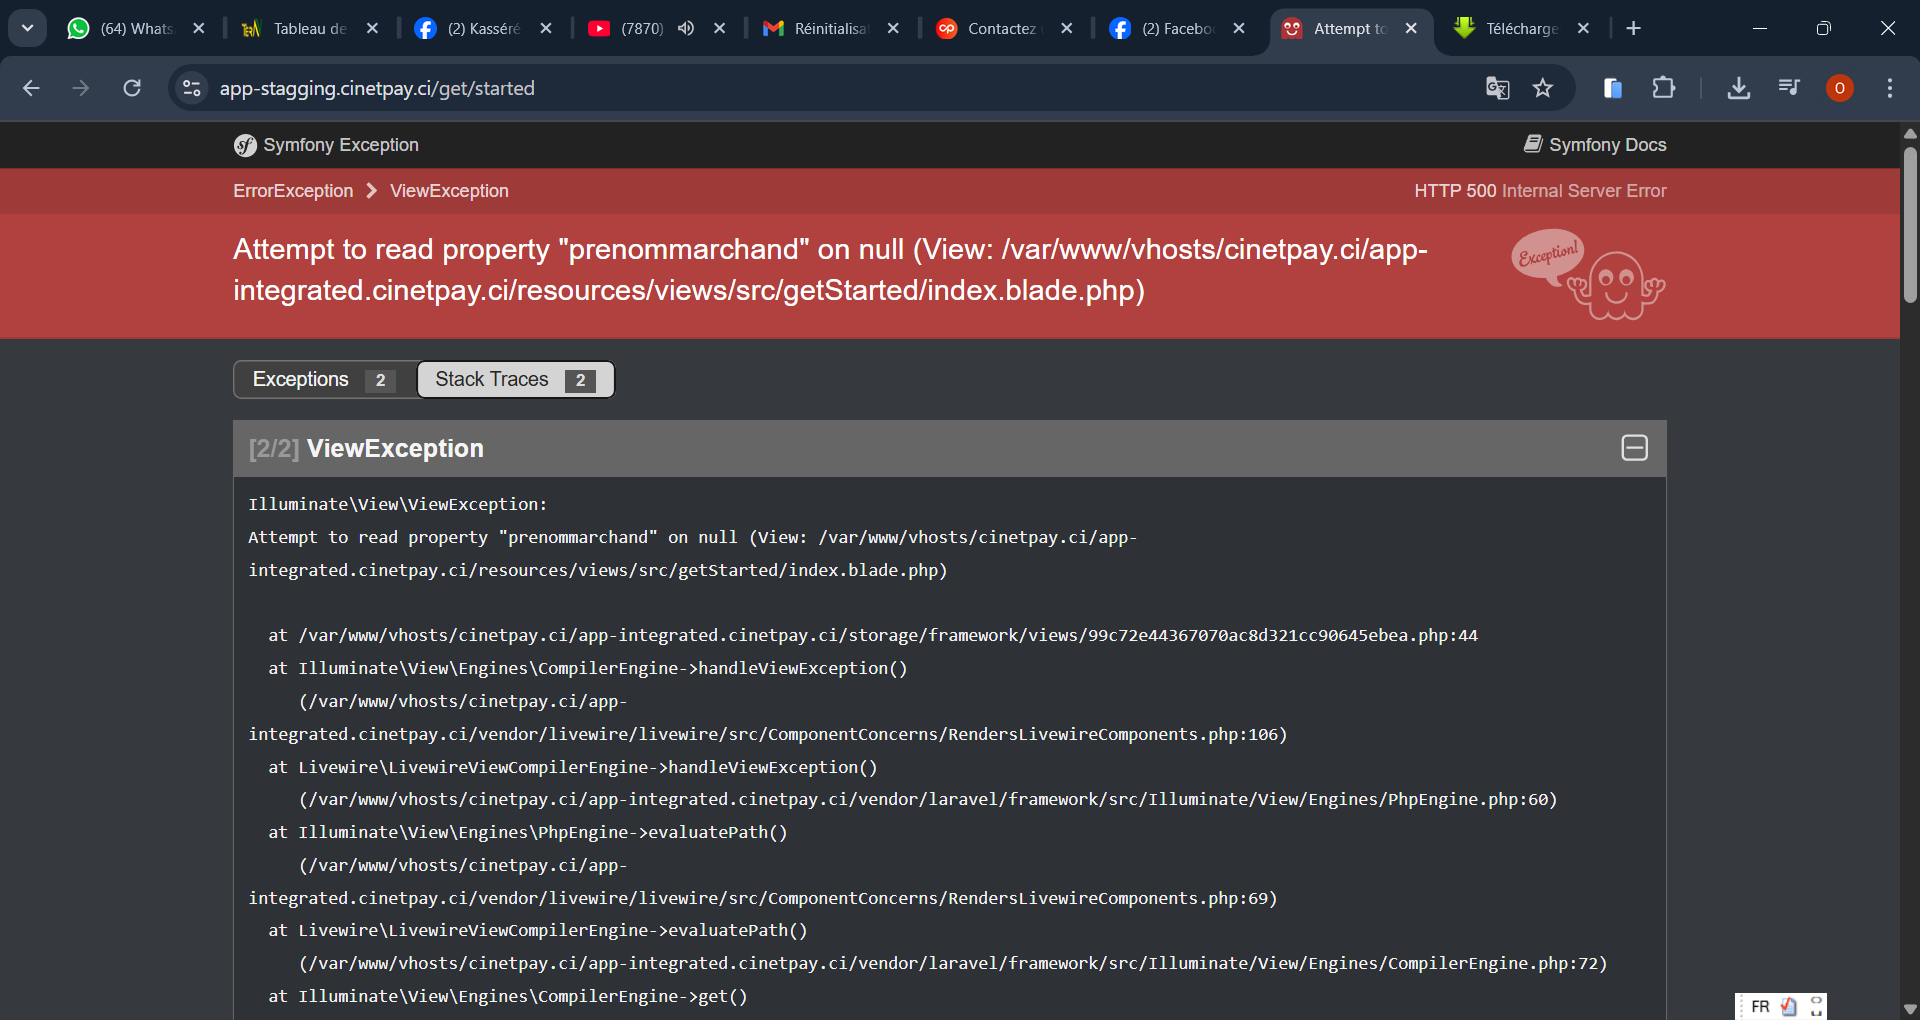 (64) Whats
Tableau de
(2) Kasséré
(7870)
Réinitialisa
Contactez
(2) Facebo
Attempt to
Télécharge
app-stagging.cinetpay.ci/get/started
O
Symfony Exception
Symfony Docs
ErrorException ViewException
HTTP 500 Internal Server Error
Attempt to read property "prenommarchand" on null (View: /var/www/vhosts/cinetpay.ci/app-
integrated.cinetpay.ci/resources/views/src/getStarted/index.blade.php)
Exception!
Exceptions 2
Stack Traces 2
[2/2] ViewException
Illuminate\View\ViewException:
Attempt to read property "prenommarchand" on null (View: /var/www/vhosts/cinetpay.ci/app-
integrated.cinetpay.ci/resources/views/src/getStarted/index.blade.php)
at /var/www/vhosts/cinetpay.ci/app-integrated.cinetpay.ci/storage/framework/views/99c72e44367070ac8d321cc90645ebea.php:44
at Illuminate\View\Engines\CompilerEngine->handleViewException()
(/var/www/vhosts/cinetpay.ci/app-
integrated.cinetpay.ci/vendor/livewire/livewire/src/ComponentConcerns/RendersLivewireComponents.php:106)
at Livewire\LivewireViewCompilerEngine->handleViewException()
(/var/www/vhosts/cinetpay.ci/app-integrated.cinetpay.ci/vendor/laravel/framework/src/Illuminate/View/Engines/PhpEngine.php:60)
at Illuminate\View\Engines\PhpEngine->evaluatePath()
(/var/www/vhosts/cinetpay.ci/app-
integrated.cinetpay.ci/vendor/livewire/livewire/src/ComponentConcerns/RendersLivewireComponents.php:69)
at Livewire\LivewireViewCompilerEngine->evaluatePath()
(/var/www/vhosts/cinetpay.ci/app-integrated.cinetpay.ci/vendor/laravel/framework/src/Illuminate/View/Engines/CompilerEngine.php:72)
at Illuminate\View\Engines\CompilerEngine->get()
FR